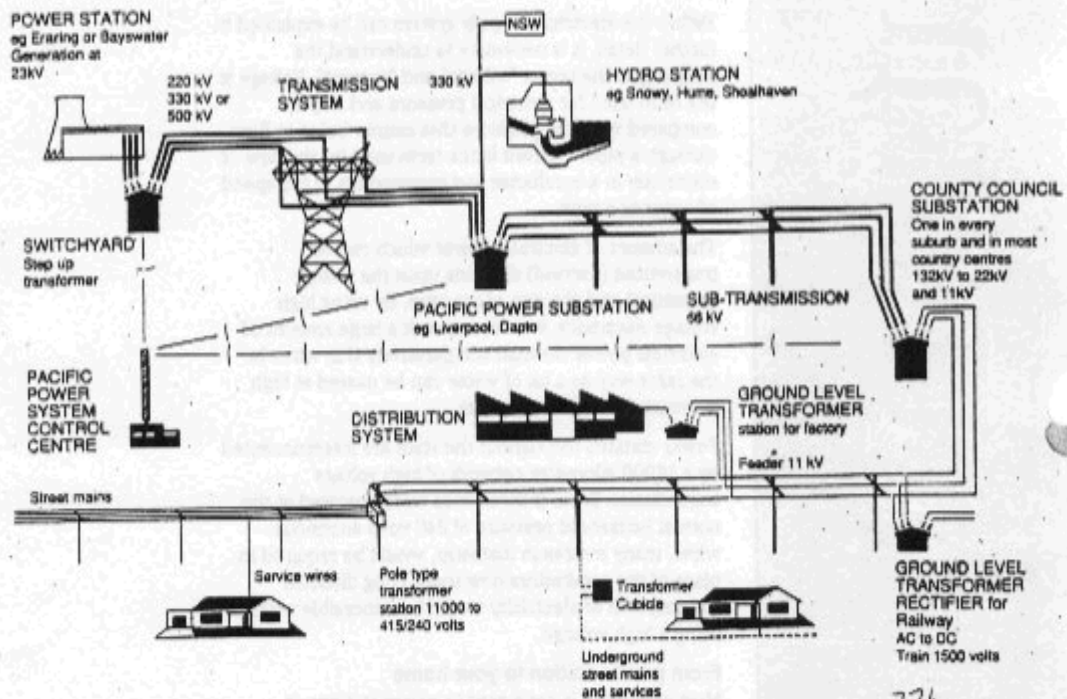 POWER STATION
eg Eraring or Bayswater
Generation at
23kV
220 kV
330 kV or
500 kV
TRANSMISSION
SYSTEM
330 kV
NSW
HYDRO STATION
eg Snowy, Hume, Shoalhaven
SWITCHYARD
Step up
transformer
COUNTY COUNCIL
SUBSTATION
One in every
suburb and in most
country centres
132kV to 22kV
and 11kV
PACIFIC POWER SUBSTATION
eg Liverpool, Dapto
SUB-TRANSMISSION
66 kV
PACIFIC
POWER
SYSTEM
CONTROL
CENTRE
DISTRIBUTION
SYSTEM
GROUND LEVEL
TRANSFORMER
station for factory
Feeder 11 kV
Street mains
Service wires
Pole type
transformer
station 11000 to
415/240 volts
Transformer
Cubicle
Underground
street mains
and services
GROUND LEVEL
TRANSFORMER
RECTIFIER for
Railway
AC to DC
Train 1500 volts